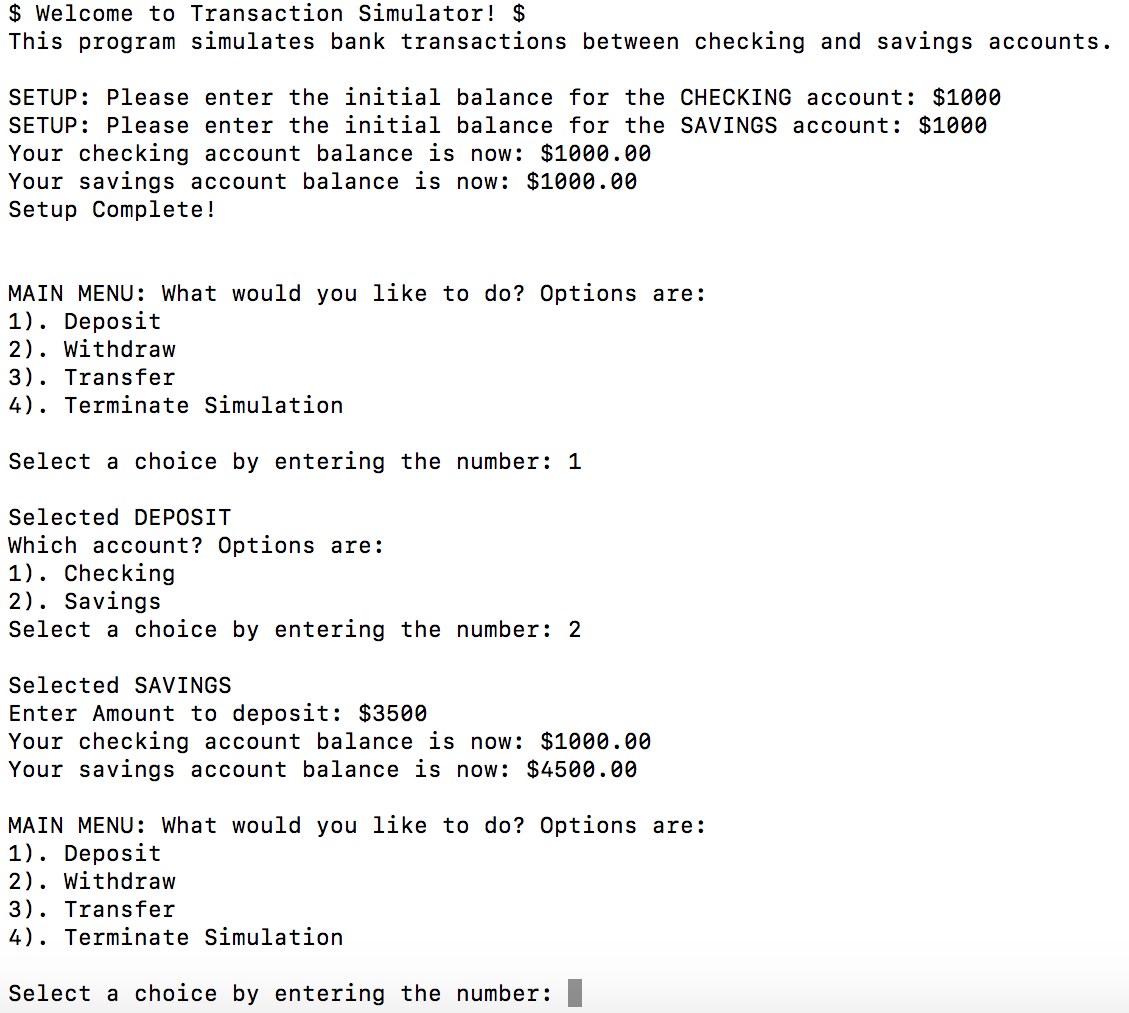 $ Welcome to Transaction Simulator! $
This program simulates bank transactions between checking and savings accounts.
SETUP: Please enter the initial balance for the CHECKING account: $1000
SETUP: Please enter the initial balance for the SAVINGS account: $1000
Your checking account balance is now: $1000.00
Your savings account balance is now: $1000.00
Setup Complete!
MAIN MENU: What would you like to do? Options are:
1). Deposit
2). Withdraw
3). Transfer
4). Terminate Simulation
Select a choice by entering the number: 1
Selected DEPOSIT
Which account? Options are:
1). Checking
2). Savings
Select a choice by entering the number: 2
Selected SAVINGS
Enter Amount to deposit: $3500
Your checking account balance is now: $1000.00
Your savings account balance is now: $4500.00
MAIN MENU: What would you like to do? Options are:
1). Deposit
2). Withdraw
3). Transfer
4). Terminate Simulation
Select a choice by entering the number: